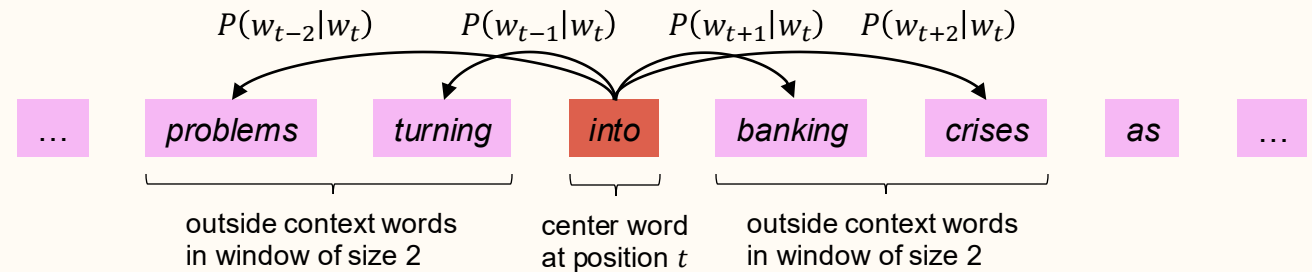 P(w_{t-2}|w_t) P(w_{t-1}|w_t) P(w_{t+1}|w_t) P(w_{t+2}|w_t)
... problems turning into banking crises as ...
outside context words
in window of size 2
center word
at position t
outside context words
in window of size 2